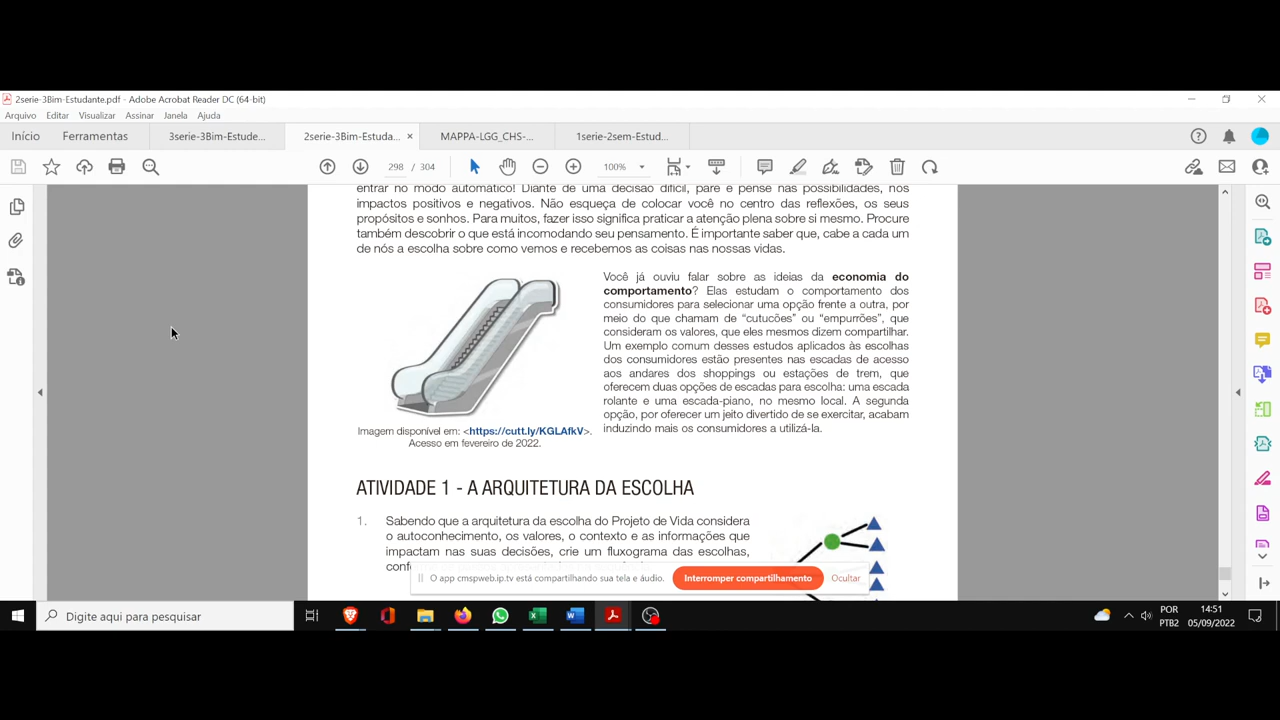 2serie-3Bim-Estudante.pdf - Adobe Acrobat Reader DC (64-bit)
Arquivo Editar Visualizar Assinar Janela Ajuda
Início Ferramentas 3serie-3Bim-Estude... 2serie-3Bim-Estuda... × MAPPA-LGG_CHS-... 1serie-2sem-Estud...
298 / 304 100%
entrar no modo automático! Diante de uma decisão difícil, pare e pense nas possibilidades, nos
impactos positivos e negativos. Não esqueça de colocar você no centro das reflexões, os seus
propósitos e sonhos. Para muitos, fazer isso significa praticar a atenção plena sobre si mesmo. Procure
também descobrir o que está incomodando seu pensamento. É importante saber que, cabe a cada um
de nós a escolha sobre como vemos e recebemos as coisas nas nossas vidas.
Você já ouviu falar sobre as ideias da economia do
comportamento? Elas estudam o comportamento dos
consumidores para selecionar uma opção frente a outra, por
meio do que chamam de “cutucões” ou “empurrões”, que
consideram os valores, que eles mesmos dizem compartilhar.
Um exemplo comum desses estudos aplicados às escolhas
dos consumidores estão presentes nas escadas de acesso
aos andares dos shoppings ou estações de trem, que
oferecem duas opções de escadas para escolha: uma escada
rolante e uma escada-piano, no mesmo local. A segunda
opção, por oferecer um jeito divertido de se exercitar, acabam
induzindo mais os consumidores a utilizá-la.
Imagem disponível em: <https://cutt.ly/KGLAfkV>.
Acesso em fevereiro de 2022.
ATIVIDADE 1 - A ARQUITETURA DA ESCOLHA
1. Sabendo que a arquitetura da escolha do Projeto de Vida considera
o autoconhecimento, os valores, o contexto e as informações que
impactam nas suas decisões, crie um fluxograma das escolhas,
conf
O app cmspweb.ip.tv está compartilhando sua tela e áudio. Interromper compartilhamento Ocultar
Digite aqui para pesquisar
POR 14:51
PTB2 05/09/2022